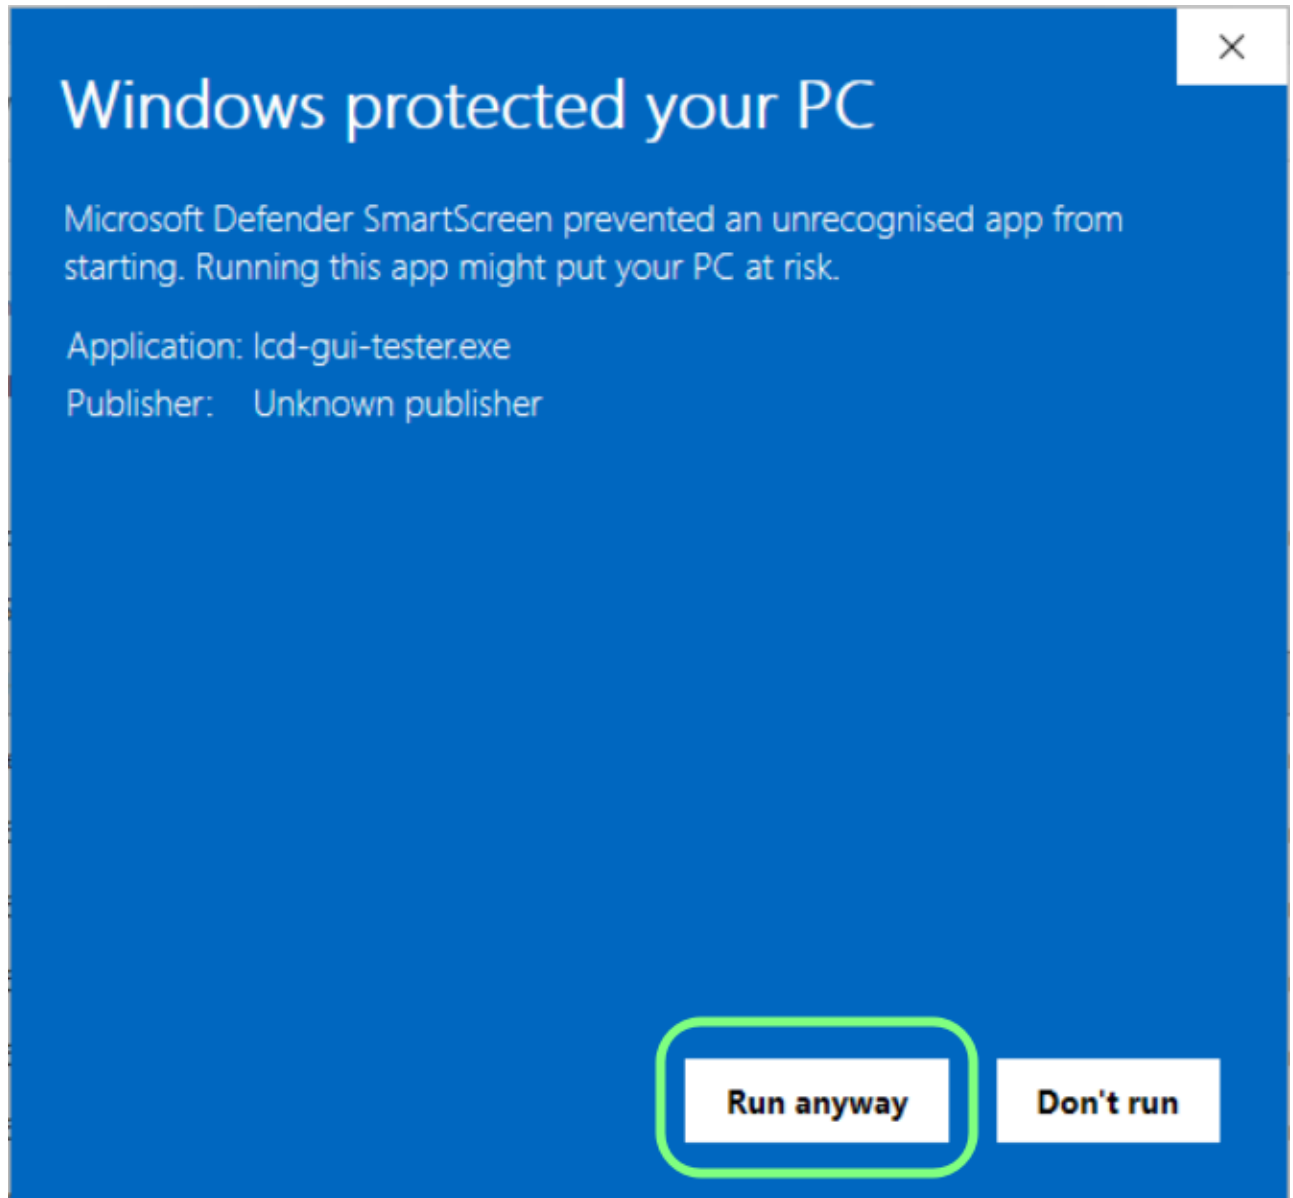 Windows protected your PC
Microsoft Defender SmartScreen prevented an unrecognised app from
starting. Running this app might put your PC at risk.
Application: lcd-gui-tester.exe
Publisher: Unknown publisher
Run anyway
Don't run